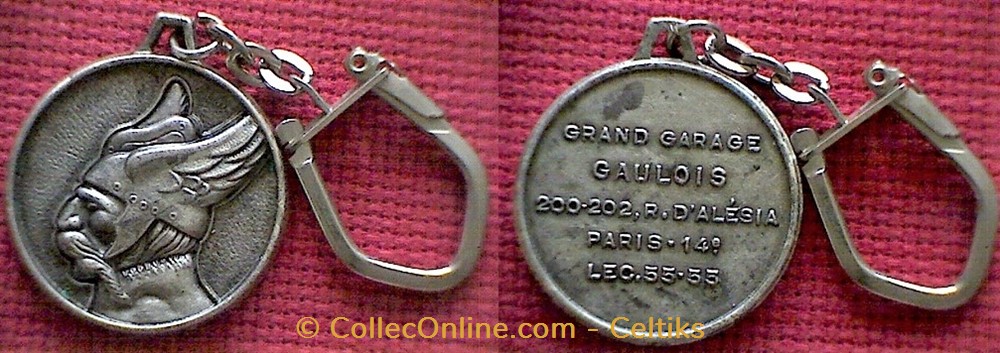 GRAND GARAGE
GAULOIS
200-202, R. D'ALÉSIA
PARIS-14e
LEC. 55-55
© CollecOnline.com - Celtiks